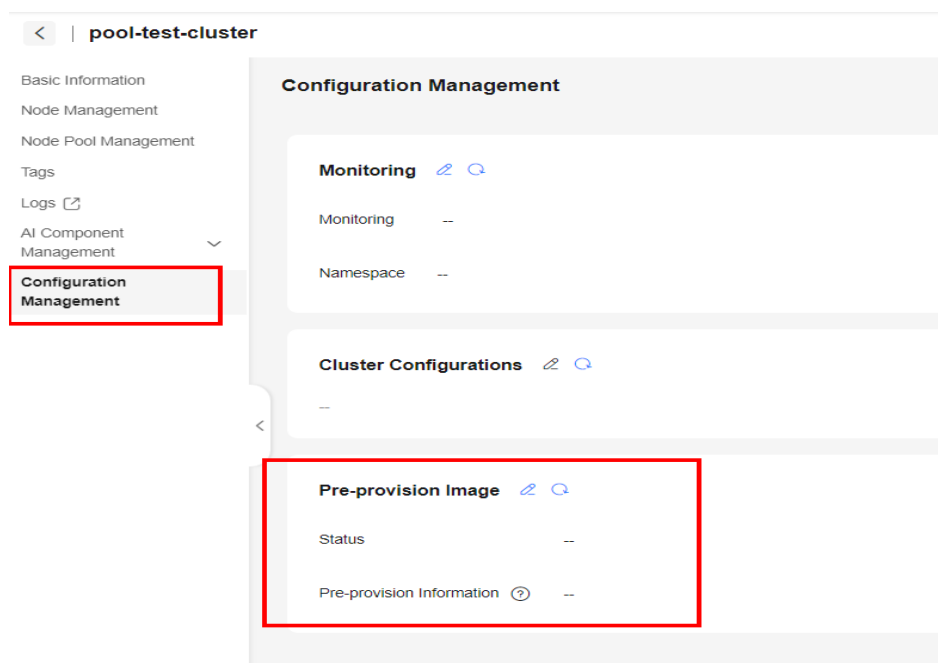 pool-test-cluster
Basic Information
Node Management
Node Pool Management
Tags
Logs
AI Component
Management
Configuration
Management
Configuration Management
Monitoring
Monitoring --
Namespace --
Cluster Configurations
--
Pre-provision Image
Status --
Pre-provision Information ? --